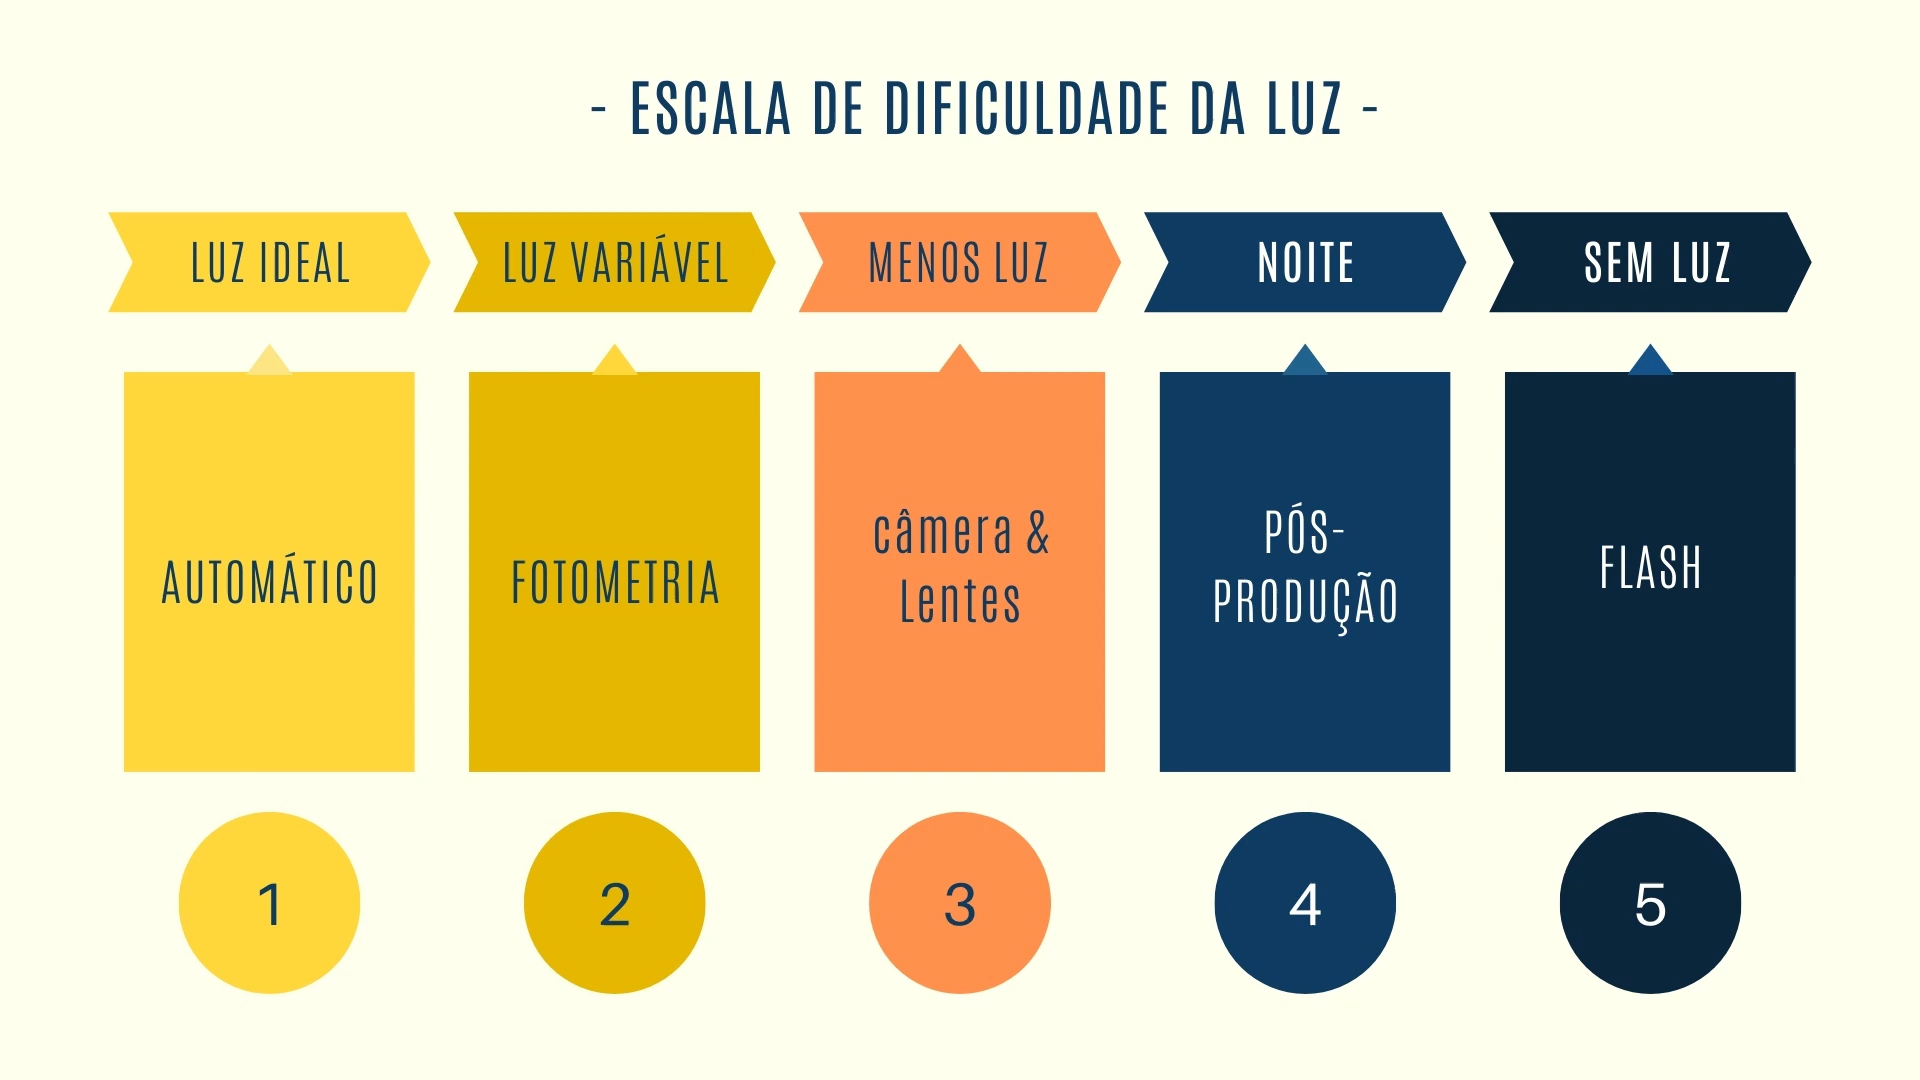 - ESCALA DE DIFICULDADE DA LUZ -
LUZ IDEAL
LUZ VARIÁVEL
MENOS LUZ
NOITE
SEM LUZ
AUTOMÁTICO
FOTOMETRIA
câmera &
Lentes
PÓS-
PRODUÇÃO
FLASH
1
2
3
4
5